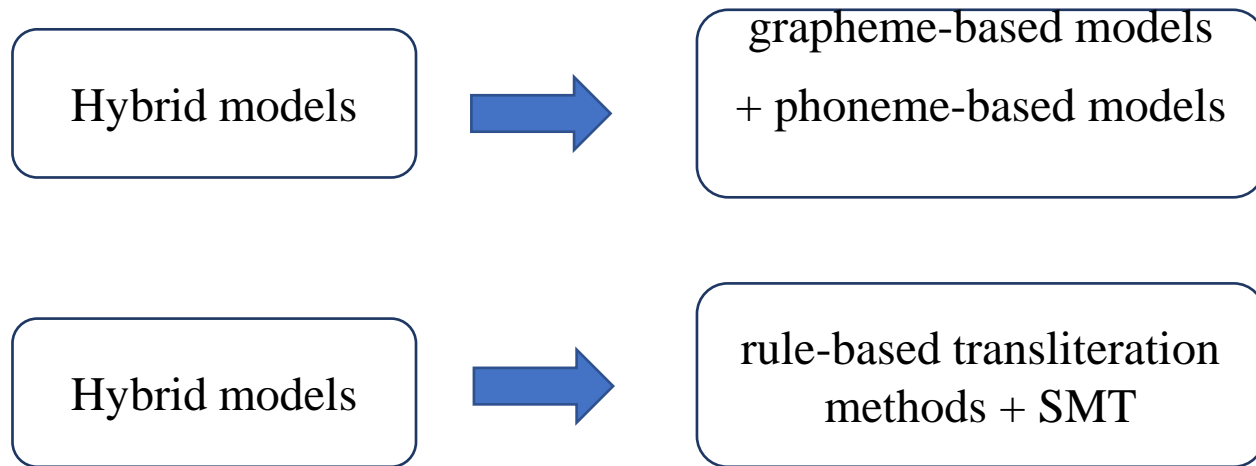 Hybrid models
grapheme-based models
+ phoneme-based models
Hybrid models
rule-based transliteration
methods + SMT